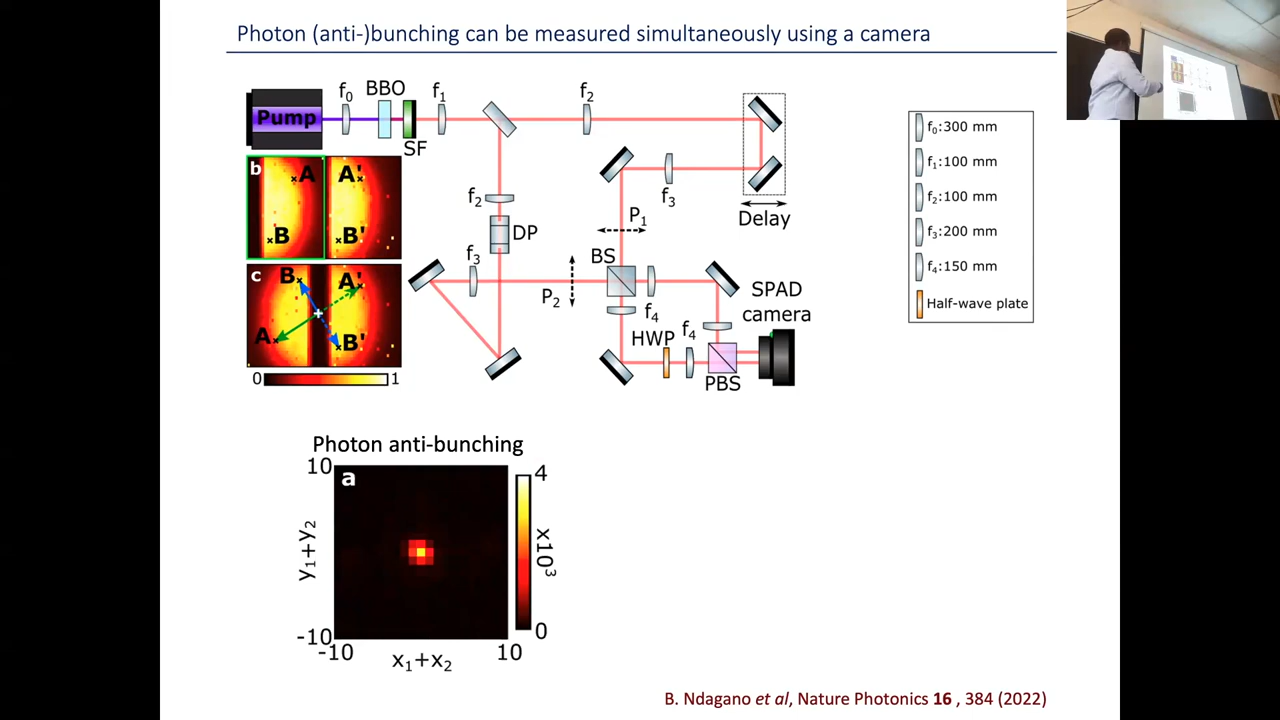 Photon (anti-)bunching can be measured simultaneously using a camera
Pump
f0
BBO
SF
f1
f2
f2
DP
f3
f3
P1
P2
BS
Delay
f4
f4
HWP
PBS
SPAD
camera
f0:300 mm
f1:100 mm
f2:100 mm
f3:200 mm
f4:150 mm
Half-wave plate
b
A
A'
B
B'
c
B
A'
A
B'
0
1
Photon anti-bunching
a
10
y1+y2
-10
-10
x1+x2
10
4
x10³
0
B. Ndagano et al, Nature Photonics 16 , 384 (2022)